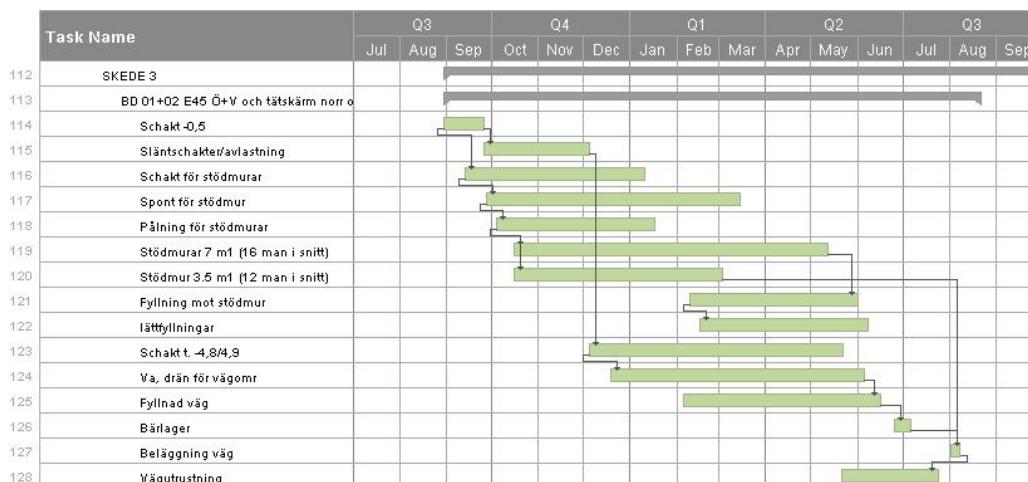 Task Name
Q3 Q4 Q1 Q2 Q3
Jul Aug Sep Oct Nov Dec Jan Feb Mar Apr May Jun Jul Aug Sep
112 SKEDE 3
113 BD 01+02 E45 Ö+V och tätskärm norr o
114 Schakt -0,5
115 Släntschakter/avlastning
116 Schakt för stödmurar
117 Spont för stödmur
118 Pålning för stödmurar
119 Stödmurar 7 m1 (16 man i snitt)
120 Stödmur 3.5 m1 (12 man i snitt)
121 Fyllning mot stödmur
122 lättfyllningar
123 Schakt t. -4,8/4,9
124 Va, drän för vägomr
125 Fyllnad väg
126 Bärlager
127 Beläggning väg
128 Vägutrustning